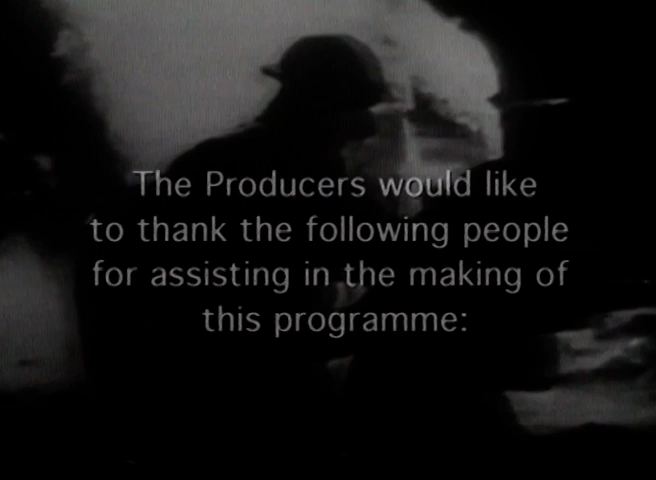 The Producers would like
to thank the following people
for assisting in the making of
this programme: